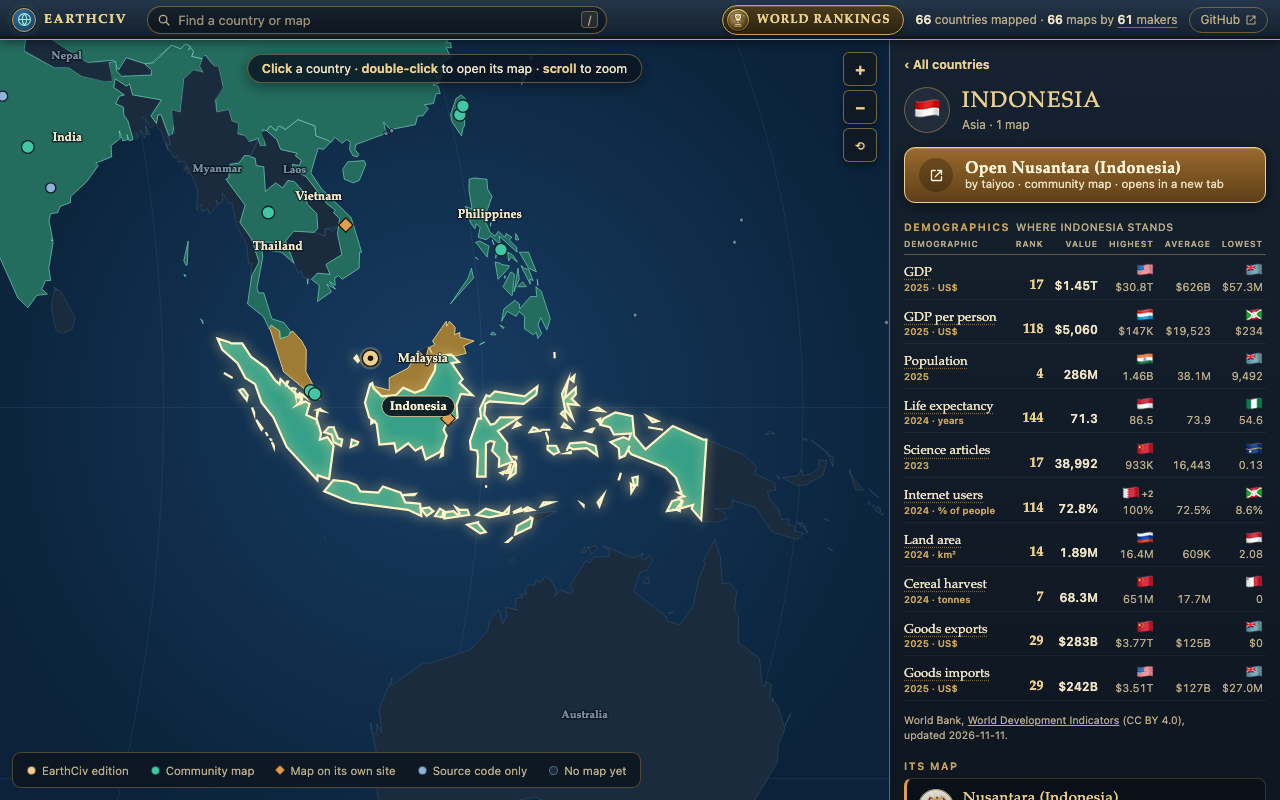 EARTHCIV
Find a country or map
/
WORLD RANKINGS
66 countries mapped · 66 maps by 61 makers
GitHub
Click a country · double-click to open its map · scroll to zoom
+
−
Nepal
India
Myanmar
Laos
Vietnam
Thailand
Philippines
Malaysia
Indonesia
Australia
EarthCiv edition
Community map
Map on its own site
Source code only
No map yet
‹ All countries
INDONESIA
Asia · 1 map
Open Nusantara (Indonesia)
by taiyoo · community map · opens in a new tab
DEMOGRAPHICS WHERE INDONESIA STANDS
DEMOGRAPHIC RANK VALUE HIGHEST AVERAGE LOWEST
GDP
2025 · US$ 17 $1.45T $30.8T $626B $57.3M
GDP per person
2025 · US$ 118 $5,060 $147K $19,523 $234
Population
2025 4 286M 1.46B 38.1M 9,492
Life expectancy
2024 · years 144 71.3 86.5 73.9 54.6
Science articles
2023 17 38,992 933K 16,443 0.13
Internet users +2
2024 · % of people 114 72.8% 100% 72.5% 8.6%
Land area
2024 · km² 14 1.89M 16.4M 609K 2.08
Cereal harvest
2024 · tonnes 7 68.3M 651M 17.7M 0
Goods exports
2025 · US$ 29 $283B $3.77T $125B $0
Goods imports
2025 · US$ 29 $242B $3.51T $127B $27.0M
World Bank, World Development Indicators (CC BY 4.0),
updated 2026-11-11.
ITS MAP
Nusantara (Indonesia)